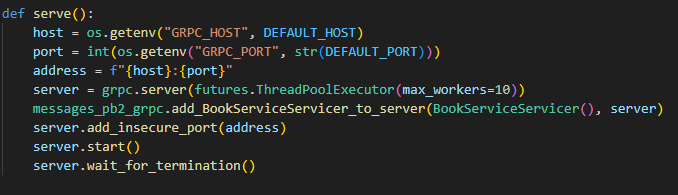 def serve():
    host = os.getenv("GRPC_HOST", DEFAULT_HOST)
    port = int(os.getenv("GRPC_PORT", str(DEFAULT_PORT)))
    address = f"{host}:{port}"
    server = grpc.server(futures.ThreadPoolExecutor(max_workers=10))
    messages_pb2_grpc.add_BookServiceServicer_to_server(BookServiceServicer(), server)
    server.add_insecure_port(address)
    server.start()
    server.wait_for_termination()